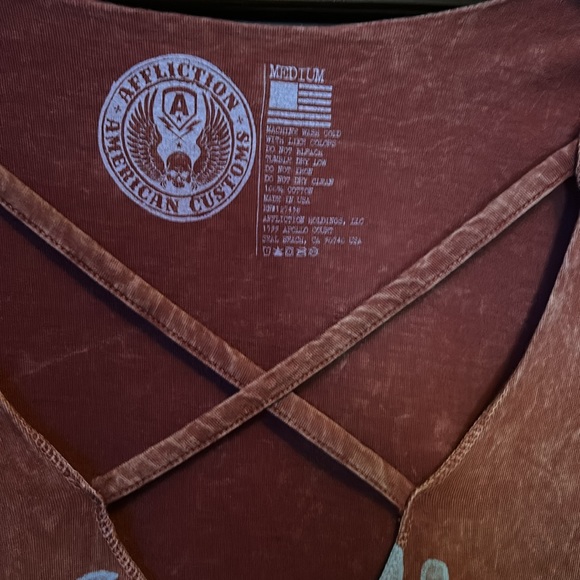 AFFLICTION
A
AMERICAN CUSTOMS
MEDIUM
MACHINE WASH COLD
WITH LIKE COLORS
DO NOT BLEACH
TUMBLE DRY LOW
DO NOT IRON
DO NOT DRY CLEAN
100% COTTON
MADE IN USA
AFFLICTION HOLDINGS, LLC
1799 APOLLO COURT
SEAL BEACH, CA 90740 USA